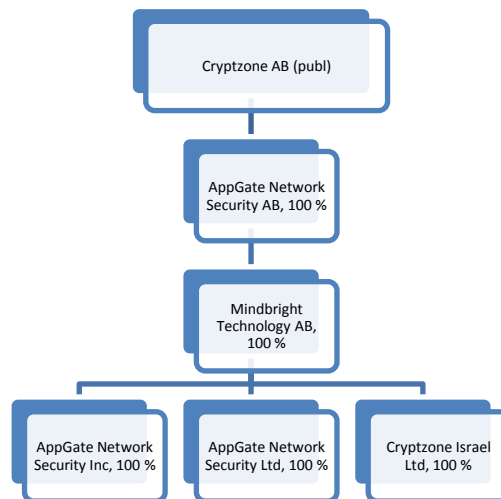 Cryptzone AB (publ)
AppGate Network
Security AB, 100 %
Mindbright
Technology AB,
100 %
AppGate Network
Security Inc, 100 %
AppGate Network
Security Ltd, 100 %
Cryptzone Israel
Ltd, 100 %